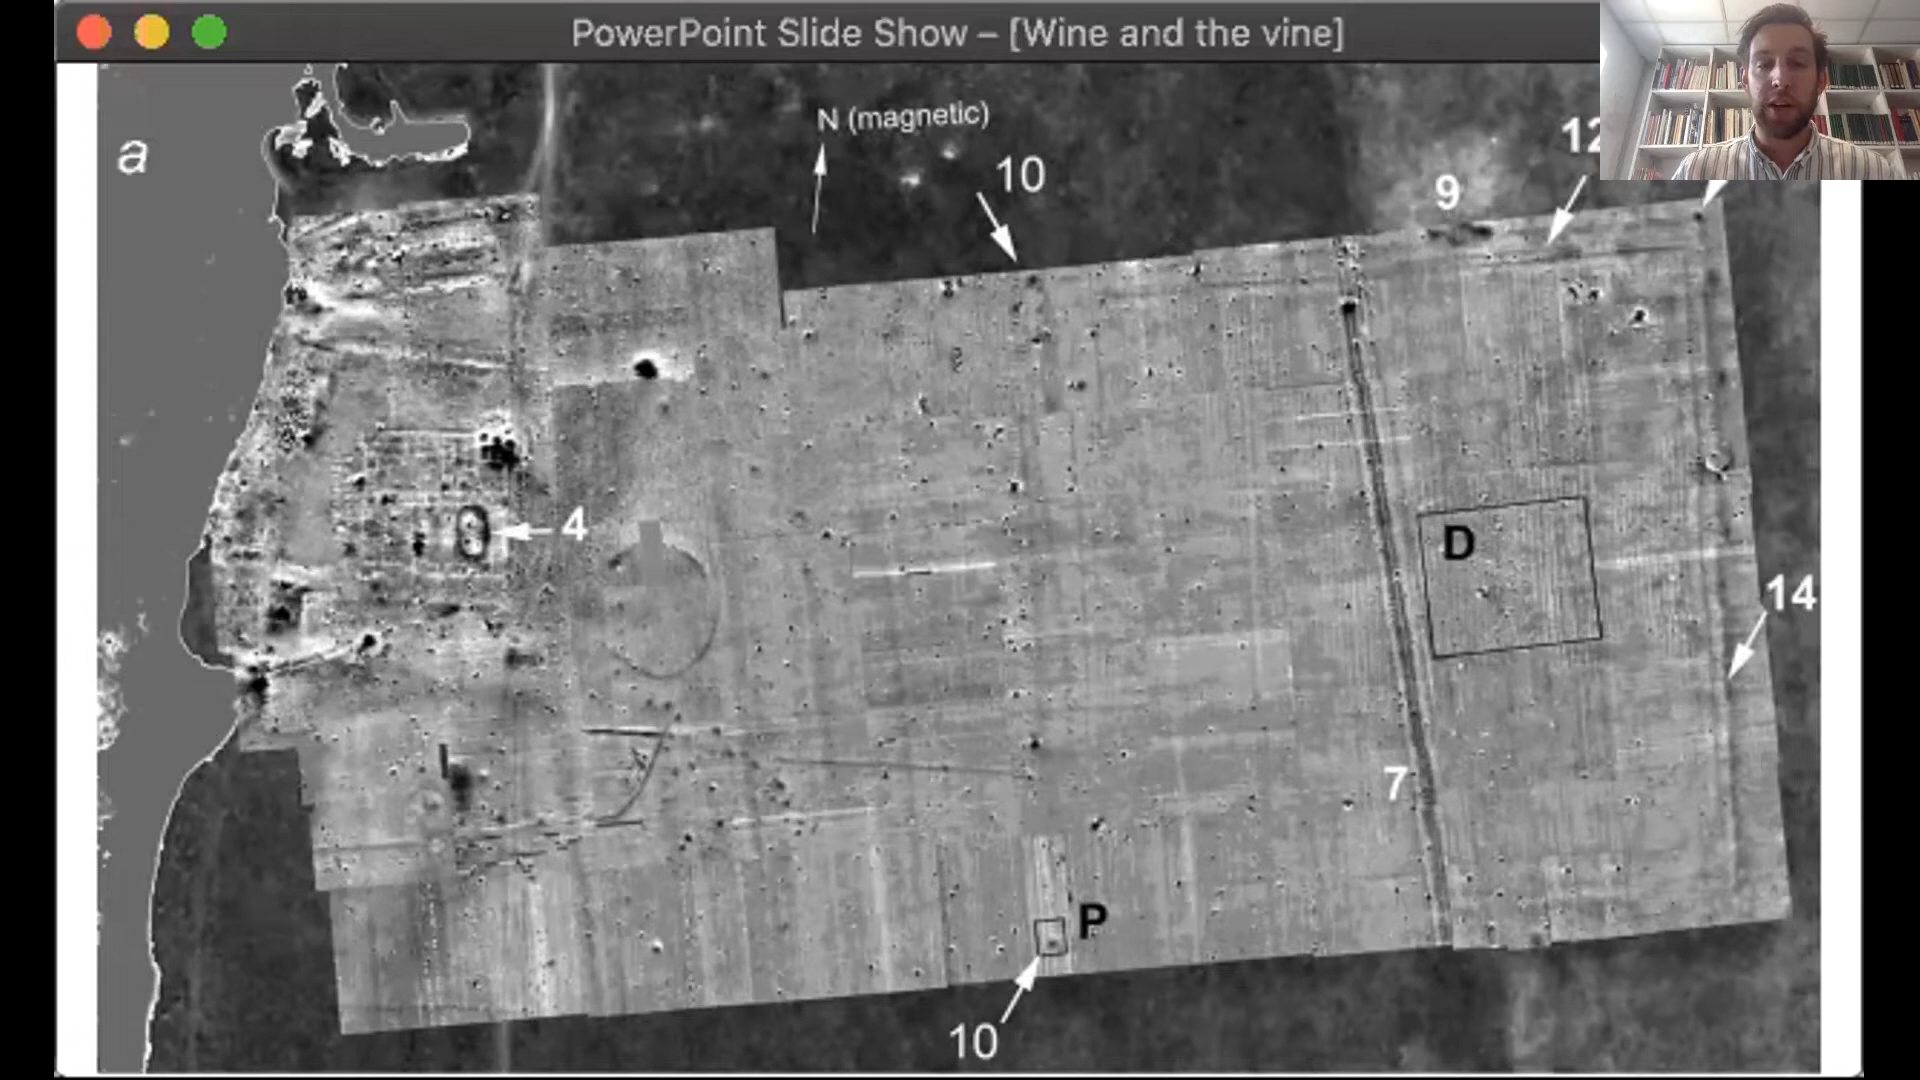 PowerPoint Slide Show – [Wine and the vine]
a
N (magnetic)
10
9
12
4
D
14
7
P
10